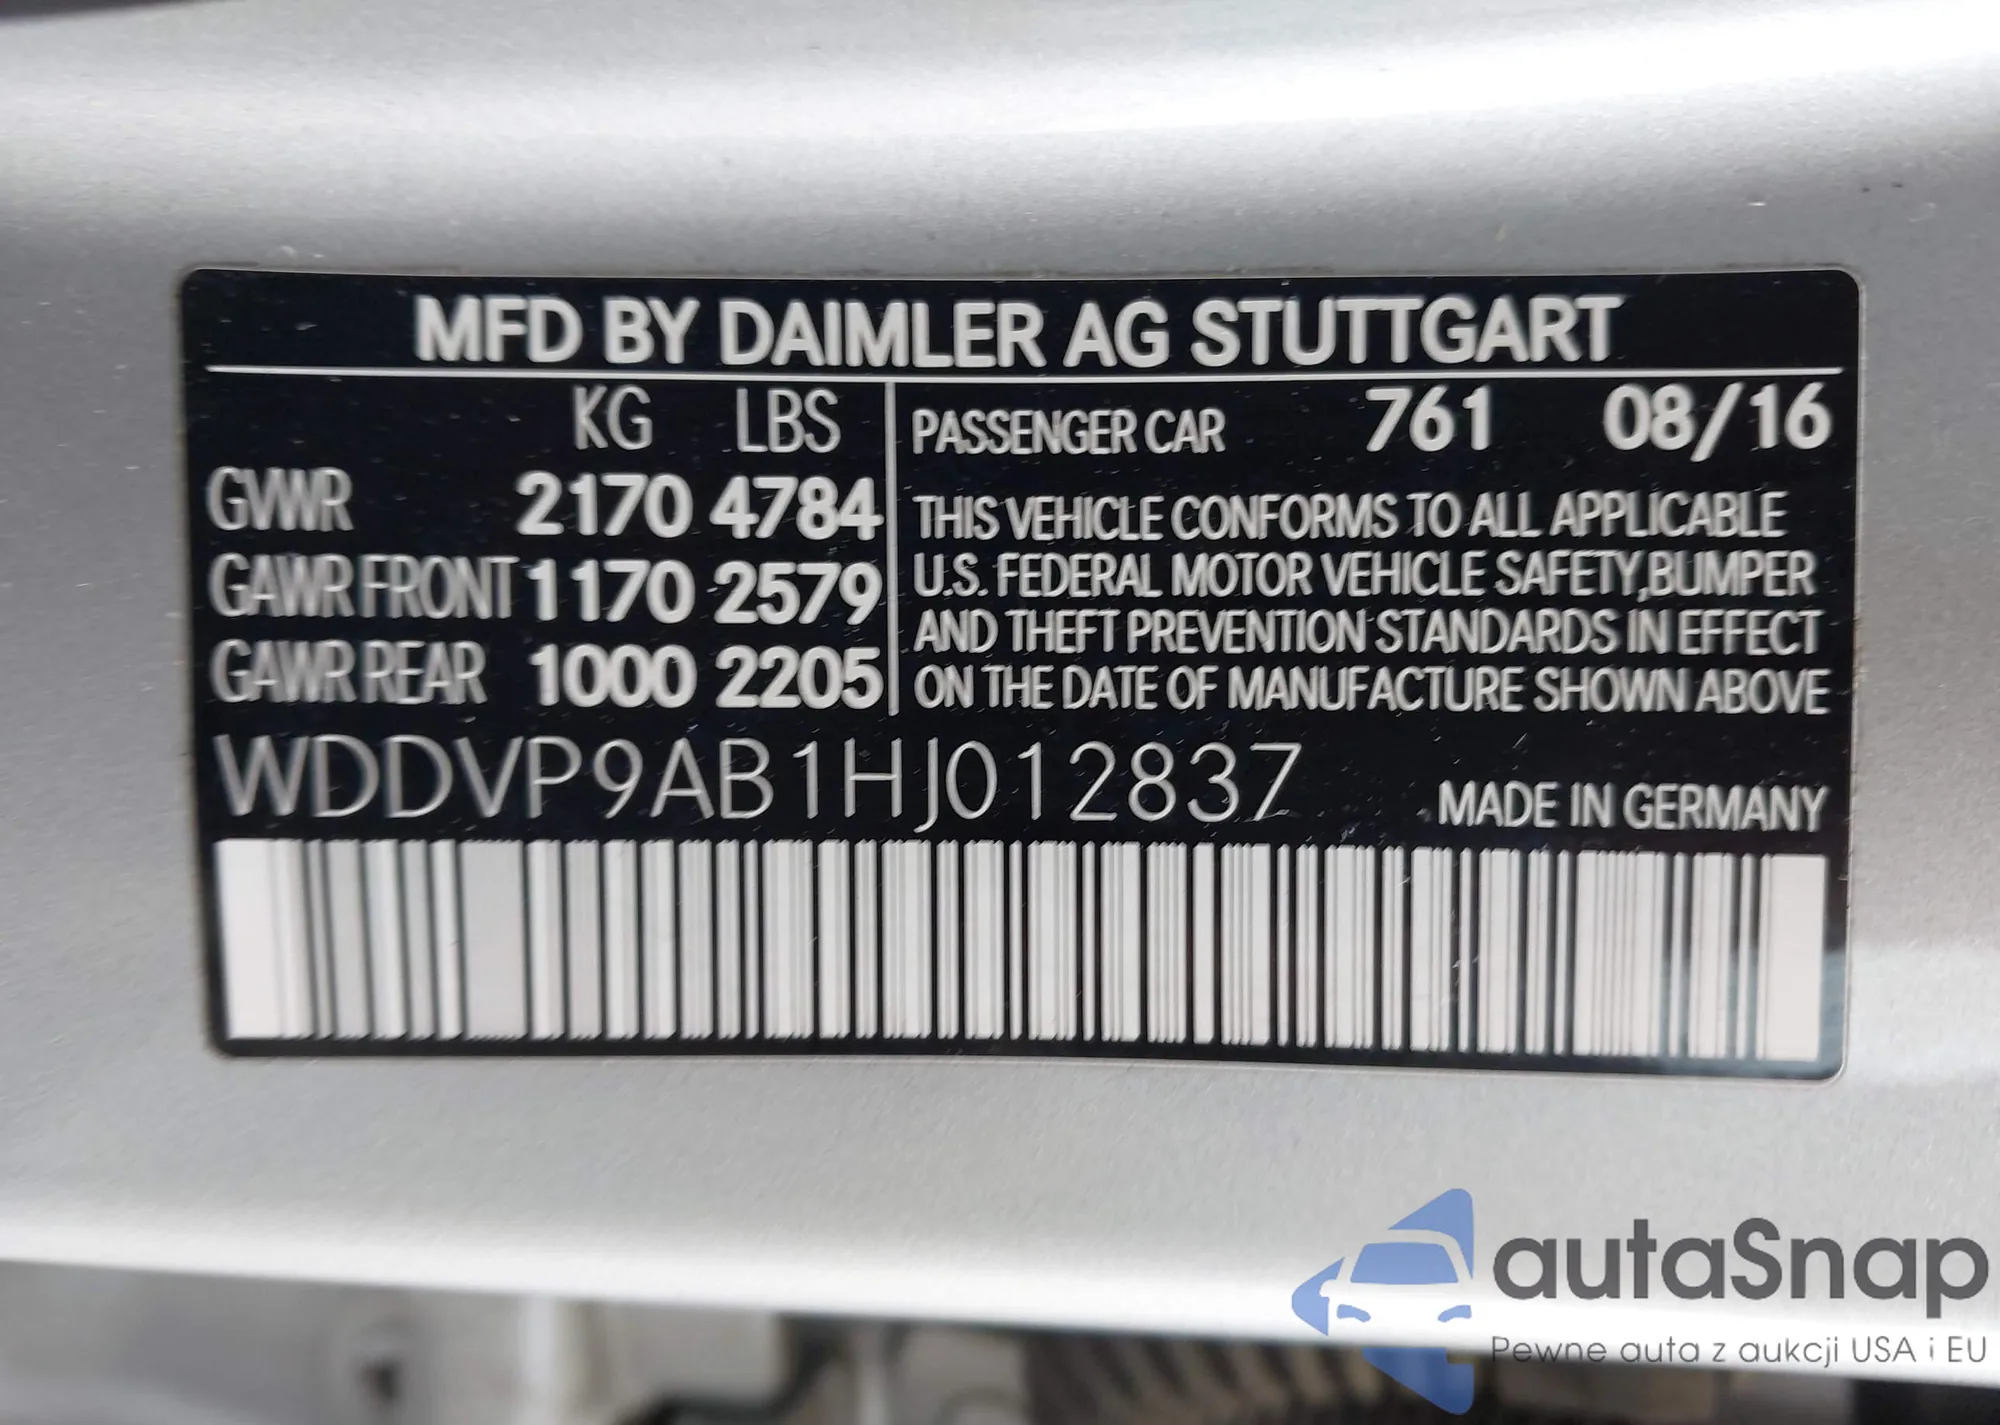 MFD BY DAIMLER AG STUTTGART
KG LBS
GVWR 2170 4784
GAWR FRONT 1170 2579
GAWR REAR 1000 2205
PASSENGER CAR 761 08/16
THIS VEHICLE CONFORMS TO ALL APPLICABLE
U.S. FEDERAL MOTOR VEHICLE SAFETY, BUMPER
AND THEFT PREVENTION STANDARDS IN EFFECT
ON THE DATE OF MANUFACTURE SHOWN ABOVE
WDDVP9AB1HJ012837
MADE IN GERMANY
autaSnap
Pewne auta z aukcji USA i EU